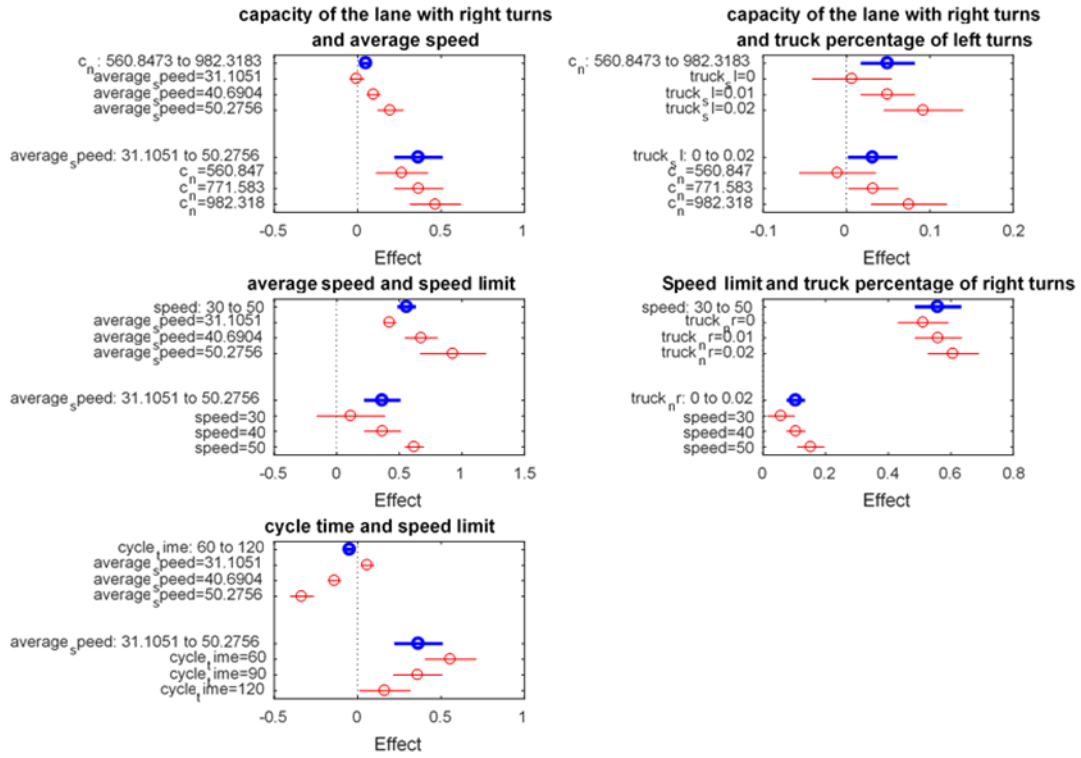 capacity of the lane with right turns
and average speed
c_n: 560.8473 to 982.3183
average_speed=31.1051
average_speed=40.6904
average_speed=50.2756
average_speed: 31.1051 to 50.2756
c_n=560.847
c_n=771.583
c_n=982.318
-0.5 0 0.5 1
Effect
capacity of the lane with right turns
and truck percentage of left turns
c_n: 560.8473 to 982.3183
truck_sl=0
truck_sl=0.01
truck_sl=0.02
truck_sl: 0 to 0.02
c_n=560.847
c_n=771.583
c_n=982.318
-0.1 0 0.1 0.2
Effect
average speed and speed limit
speed: 30 to 50
average_speed=31.1051
average_speed=40.6904
average_speed=50.2756
average_speed: 31.1051 to 50.2756
speed=30
speed=40
speed=50
-0.5 0 0.5 1 1.5
Effect
Speed limit and truck percentage of right turns
speed: 30 to 50
truck_nr=0
truck_nr=0.01
truck_nr=0.02
truck_nr: 0 to 0.02
speed=30
speed=40
speed=50
0 0.2 0.4 0.6 0.8
Effect
cycle time and speed limit
cycle_time: 60 to 120
average_speed=31.1051
average_speed=40.6904
average_speed=50.2756
average_speed: 31.1051 to 50.2756
cycle_time=60
cycle_time=90
cycle_time=120
-0.5 0 0.5 1
Effect